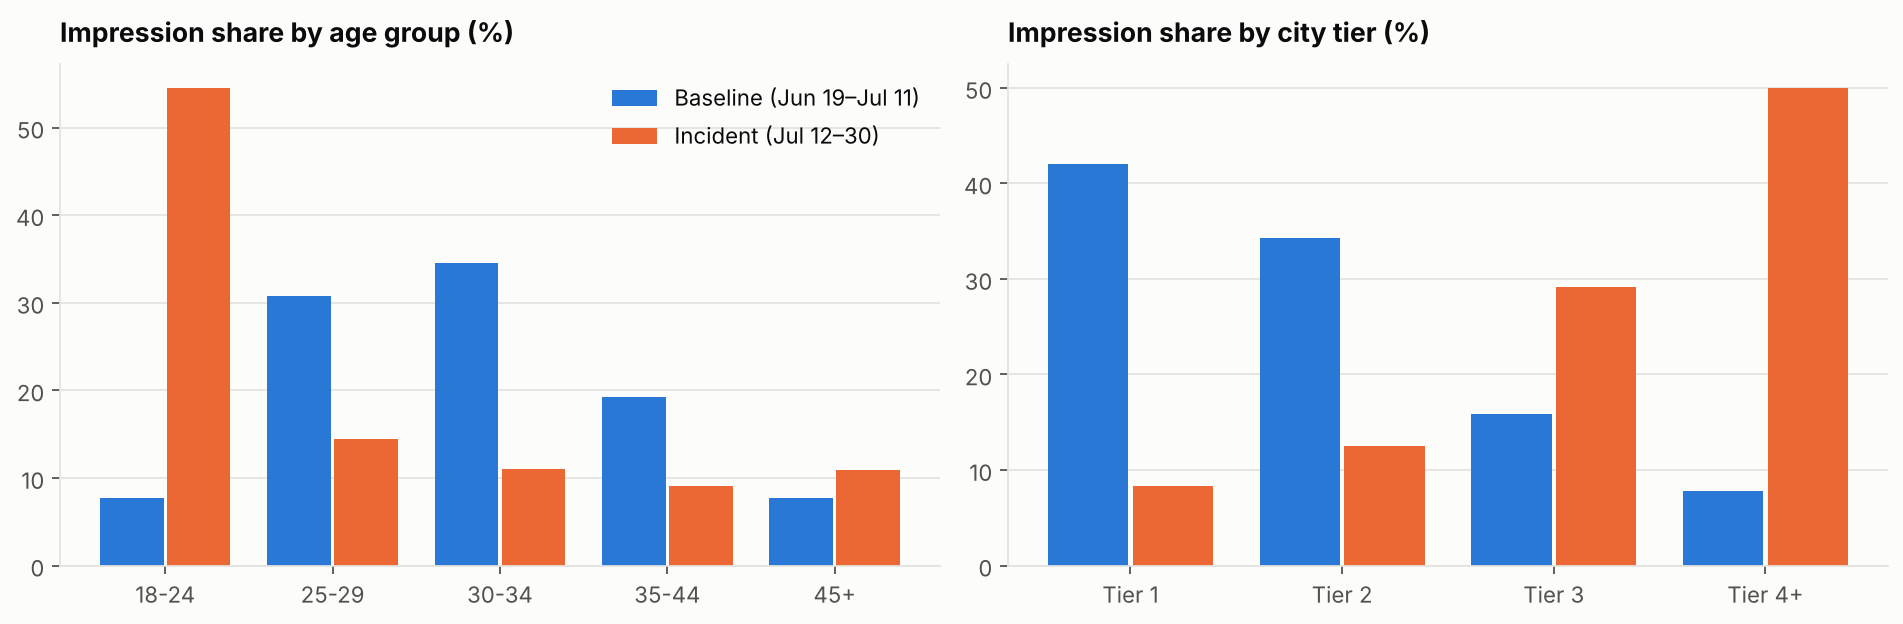 Impression share by age group (%)
Baseline (Jun 19–Jul 11)
Incident (Jul 12–30)
50
40
30
20
10
0
18-24
25-29
30-34
35-44
45+
Impression share by city tier (%)
50
40
30
20
10
0
Tier 1
Tier 2
Tier 3
Tier 4+